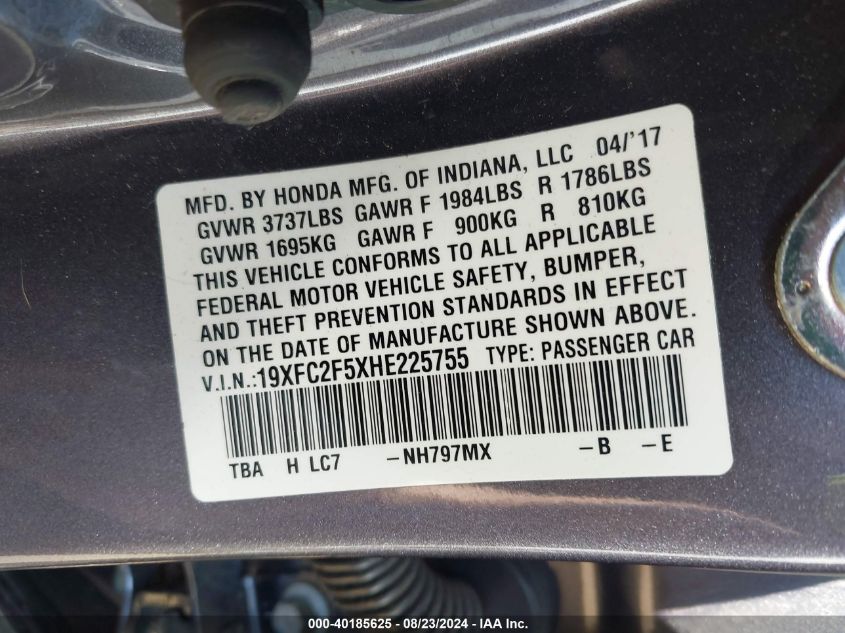 MFD. BY HONDA MFG. OF INDIANA, LLC 04/'17
GVWR 3737LBS GAWR F 1984LBS R 1786LBS
GVWR 1695KG GAWR F 900KG R 810KG
THIS VEHICLE CONFORMS TO ALL APPLICABLE
FEDERAL MOTOR VEHICLE SAFETY, BUMPER,
AND THEFT PREVENTION STANDARDS IN EFFECT
ON THE DATE OF MANUFACTURE SHOWN ABOVE.
V.I.N.:19XFC2F5XHE225755 TYPE: PASSENGER CAR
TBA H LC7 -NH797MX -B -E
000-40185625 - 08/23/2024 - IAA Inc.